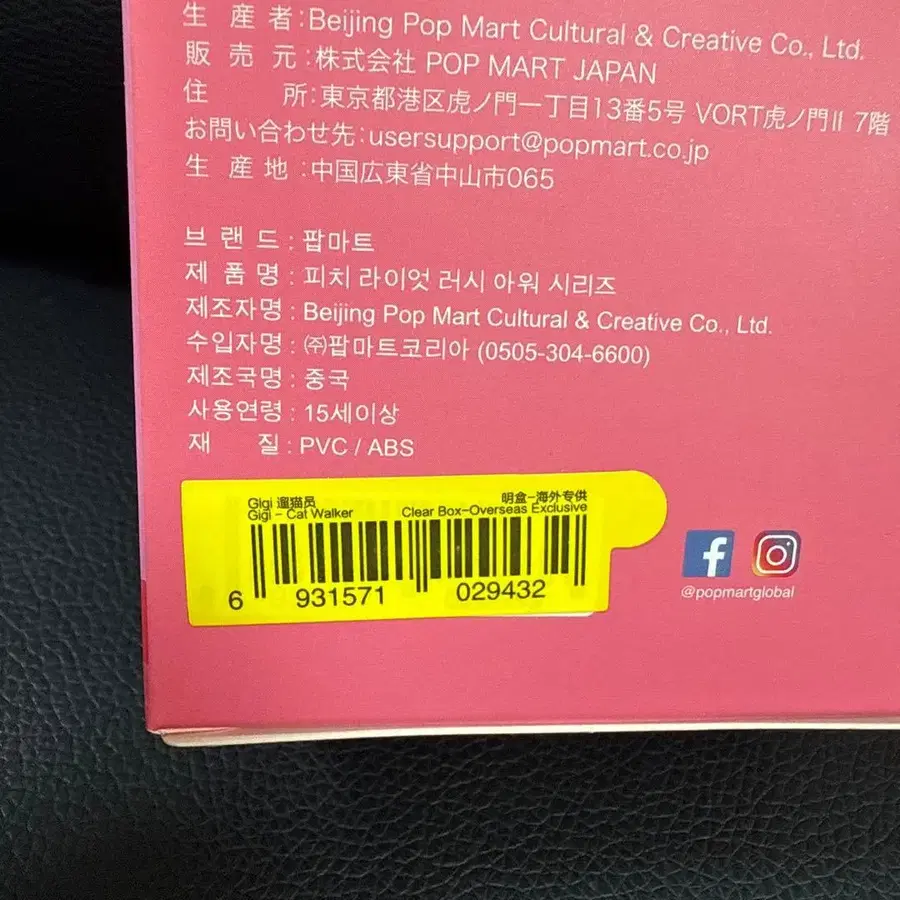 生産者:Beijing Pop Mart Cultural & Creative Co., Ltd.
販売元:株式会社 POP MART JAPAN
住所:東京都港区虎ノ門一丁目13番5号 VORT虎ノ門II 7階
お問い合わせ先:usersupport@popmart.co.jp
生産地:中国広東省中山市065
브랜드 : 팝마트
제품명 : 피치 라이엇 러시 아워 시리즈
제조자명 : Beijing Pop Mart Cultural & Creative Co., Ltd.
수입자명 : ㈜팝마트코리아 (0505-304-6600)
제조국명 : 중국
사용연령 : 15세이상
재질 : PVC / ABS
Gigi 遛猫员 明盒-海外专供
Gigi - Cat Walker Clear Box-Overseas Exclusive
6 931571 029432
@popmartglobal